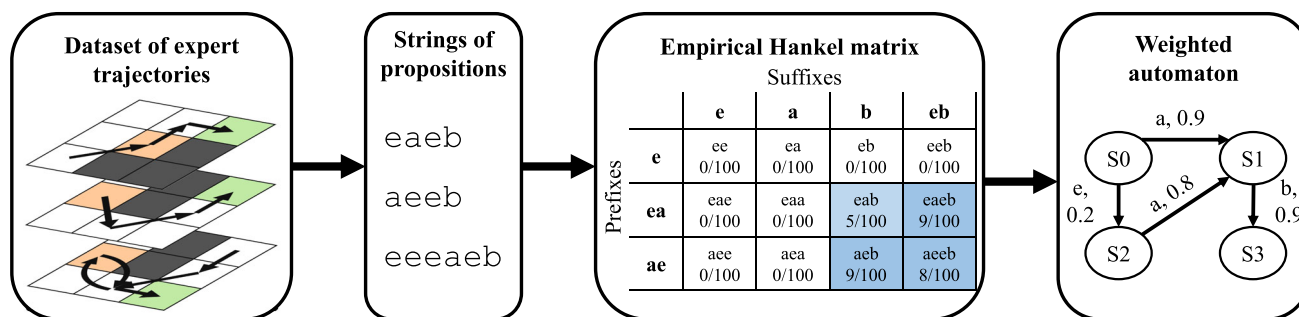 Dataset of expert
trajectories
Strings of
propositions
eaeb
aeeb
eeeaeb
Empirical Hankel matrix
Suffixes
Prefixes
e a b eb
e ee ea eb eeb
0/100 0/100 0/100 0/100
ea eae eaa eab eaeb
0/100 0/100 5/100 9/100
ae aee aea aeb aeeb
0/100 0/100 9/100 8/100
Weighted
automaton
a, 0.9
S0 S1
e, a, 0.8 b,
0.2 0.9
S2 S3